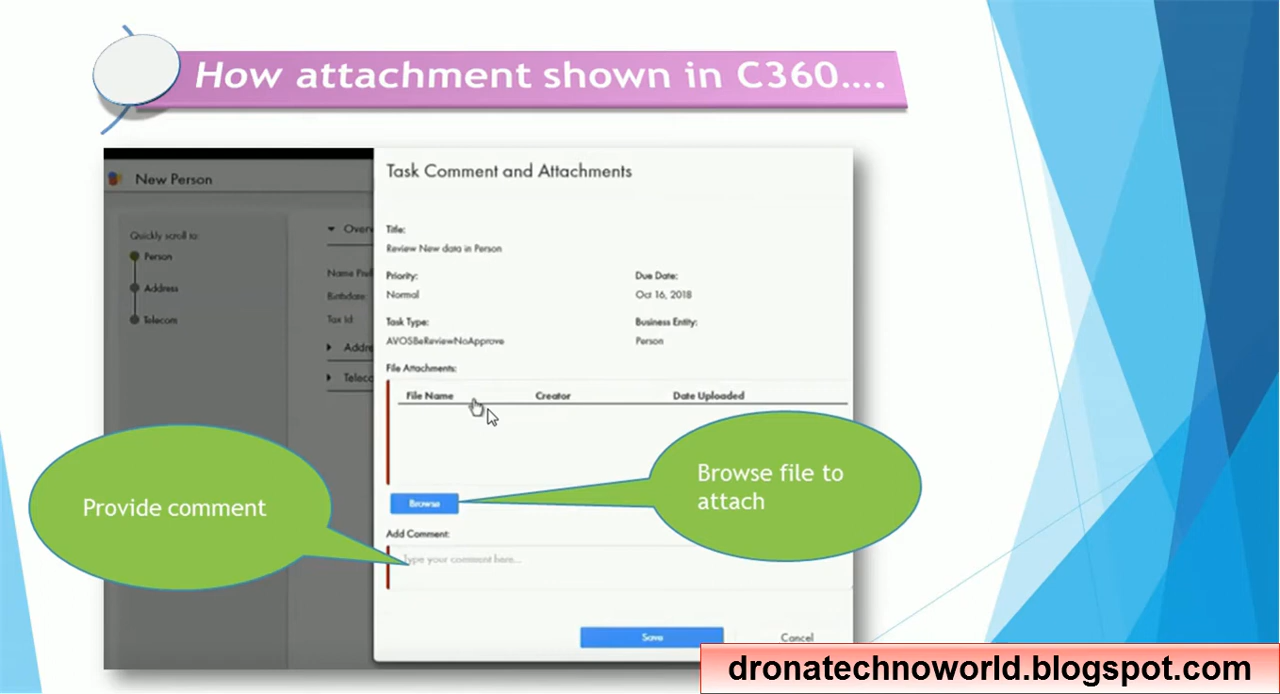 How attachment shown in C360....
New Person
Task Comment and Attachments
Quickly scroll to:
Person
Address
Telecom
Title:
Review New data in Person
Priority:
Due Date:
Normal
Oct 16, 2018
Birthdate
Tax Id
Task Type:
Business Entity:
AVOSBeReviewNoApprove
Person
File Attachments:
File Name
Creator
Date Uploaded
Provide comment
Browse file to
attach
Browse
Add Comment:
Type your comment here...
Save
Cancel
dronatechnoworld.blogspot.com